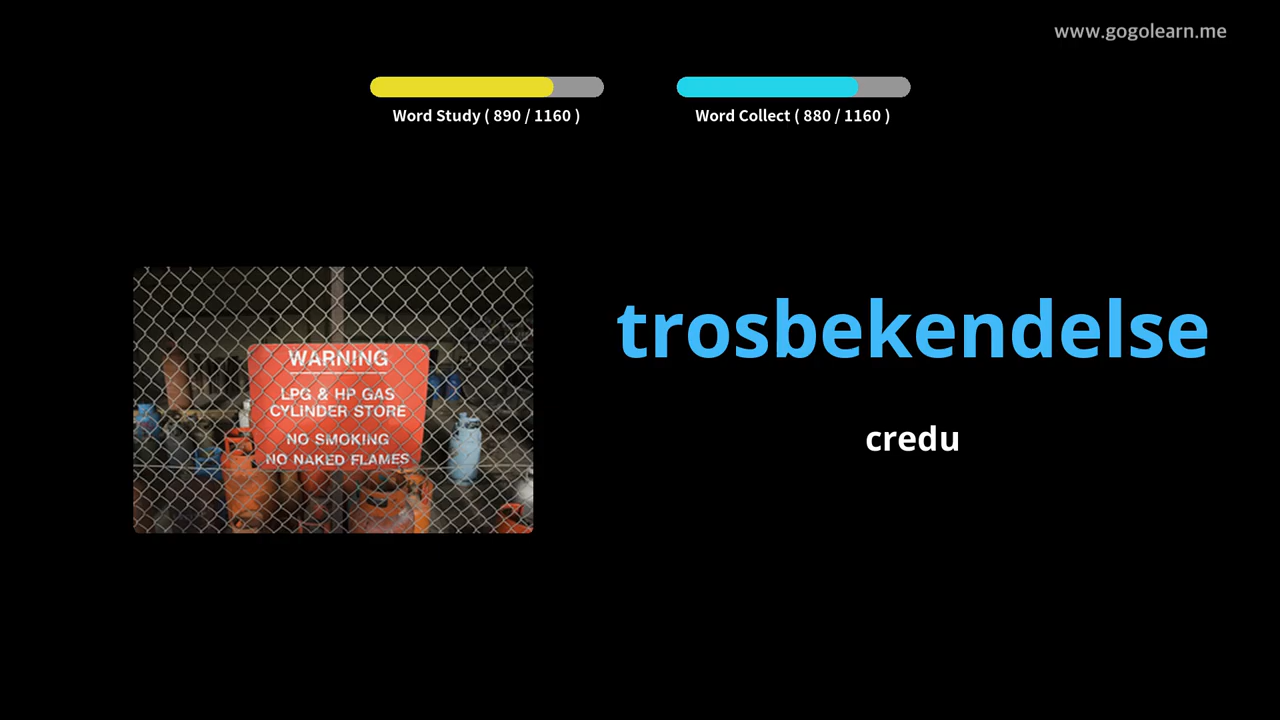 www.gogolearn.me
Word Study ( 890 / 1160 )
Word Collect ( 880 / 1160 )
WARNING
LPG & HP GAS
CYLINDER STORE
NO SMOKING
NO NAKED FLAMES
trosbekendelse
credu